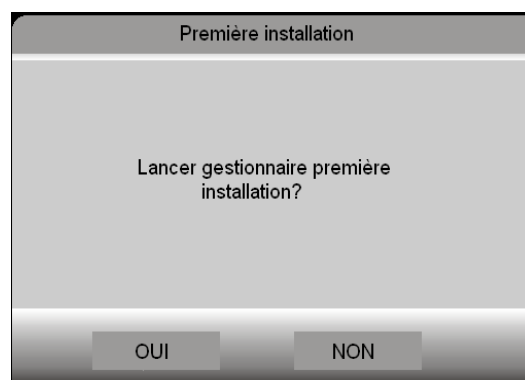 Première installation
Lancer gestionnaire première
installation?
OUI
NON